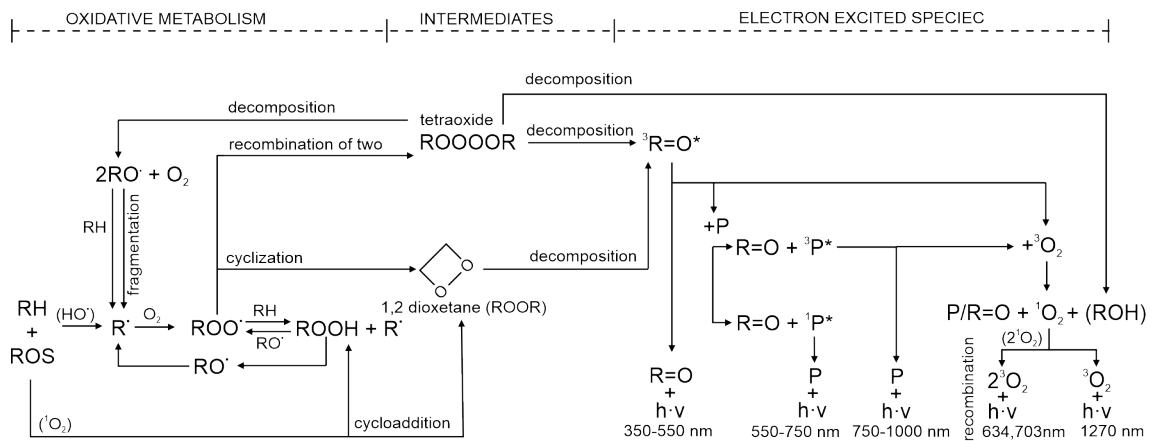 OXIDATIVE METABOLISM
INTERMEDIATES
ELECTRON EXCITED SPECIEC
decomposition
decomposition
tetraoxide
ROOOOR
decomposition
³R=O*
recombination of two
2RO· + O₂
RH
fragmentation
+P
R=O + ³P*
+³O₂
cyclization
O
O
decomposition
1,2 dioxetane (ROOR)
RH
+
ROS
(HO·)
R·
O₂
ROO·
RH
RO·
ROOH + R·
RO·
R=O + ¹P*
P/R=O + ¹O₂ + (ROH)
(2¹O₂)
recombination
(¹O₂)
cycloaddition
R=O
+
h·ν
350-550 nm
P
+
h·ν
550-750 nm
P
+
h·ν
750-1000 nm
2³O₂
+
h·ν
634,703nm
³O₂
+
h·ν
1270 nm